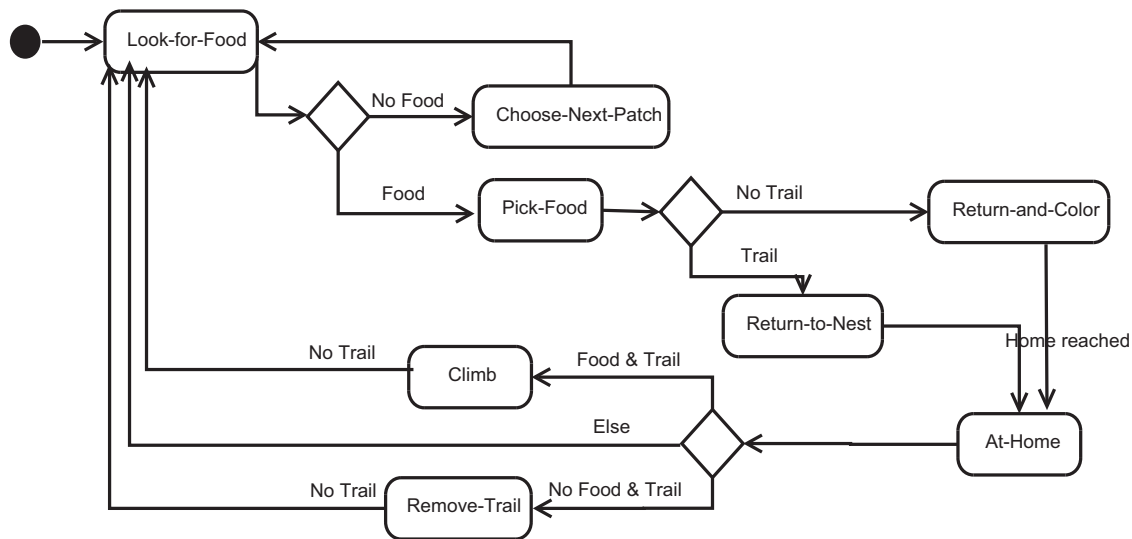 Look-for-Food
No Food
Choose-Next-Patch
Food
Pick-Food
No Trail
Return-and-Color
Trail
Return-to-Nest
Home reached
No Trail
Climb
Food & Trail
Else
At-Home
No Trail
Remove-Trail
No Food & Trail